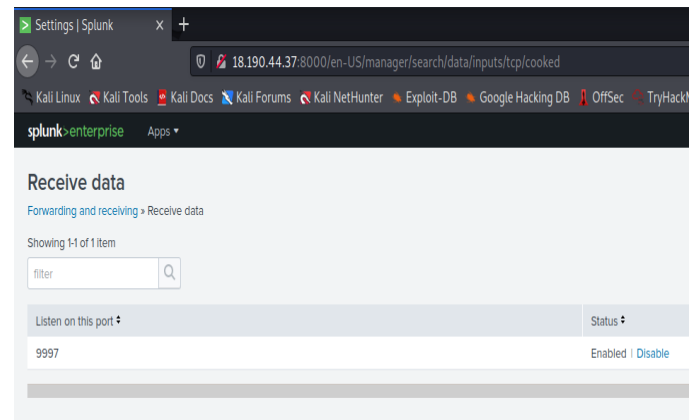 Settings | Splunk
18.190.44.37:8000/en-US/manager/search/data/inputs/tcp/cooked
Kali Linux Kali Tools Kali Docs Kali Forums Kali NetHunter Exploit-DB Google Hacking DB OffSec TryHackM
splunk>enterprise Apps
Receive data
Forwarding and receiving » Receive data
Showing 1-1 of 1 item
filter
Listen on this port Status
9997 Enabled | Disable